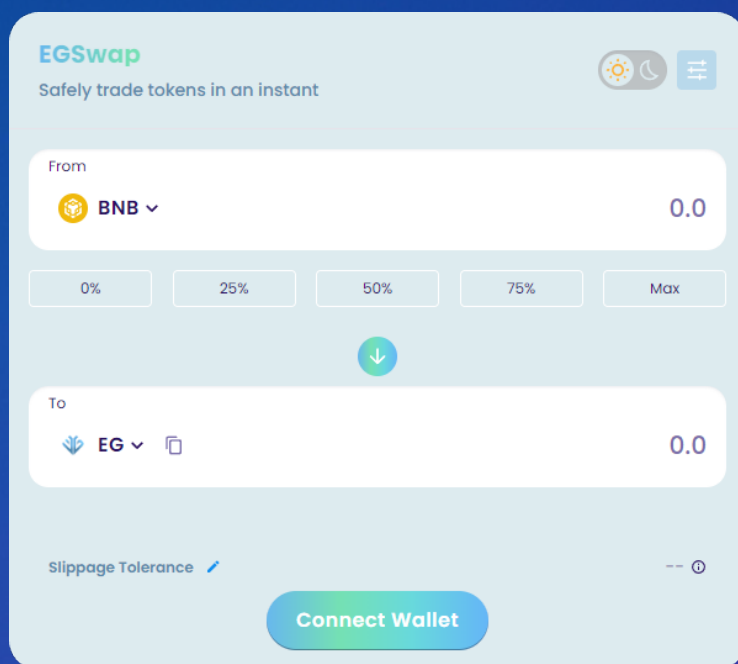 EGSwap
Safely trade tokens in an instant
From
BNB 0.0
0% 25% 50% 75% Max
To
EG 0.0
Slippage Tolerance --
Connect Wallet